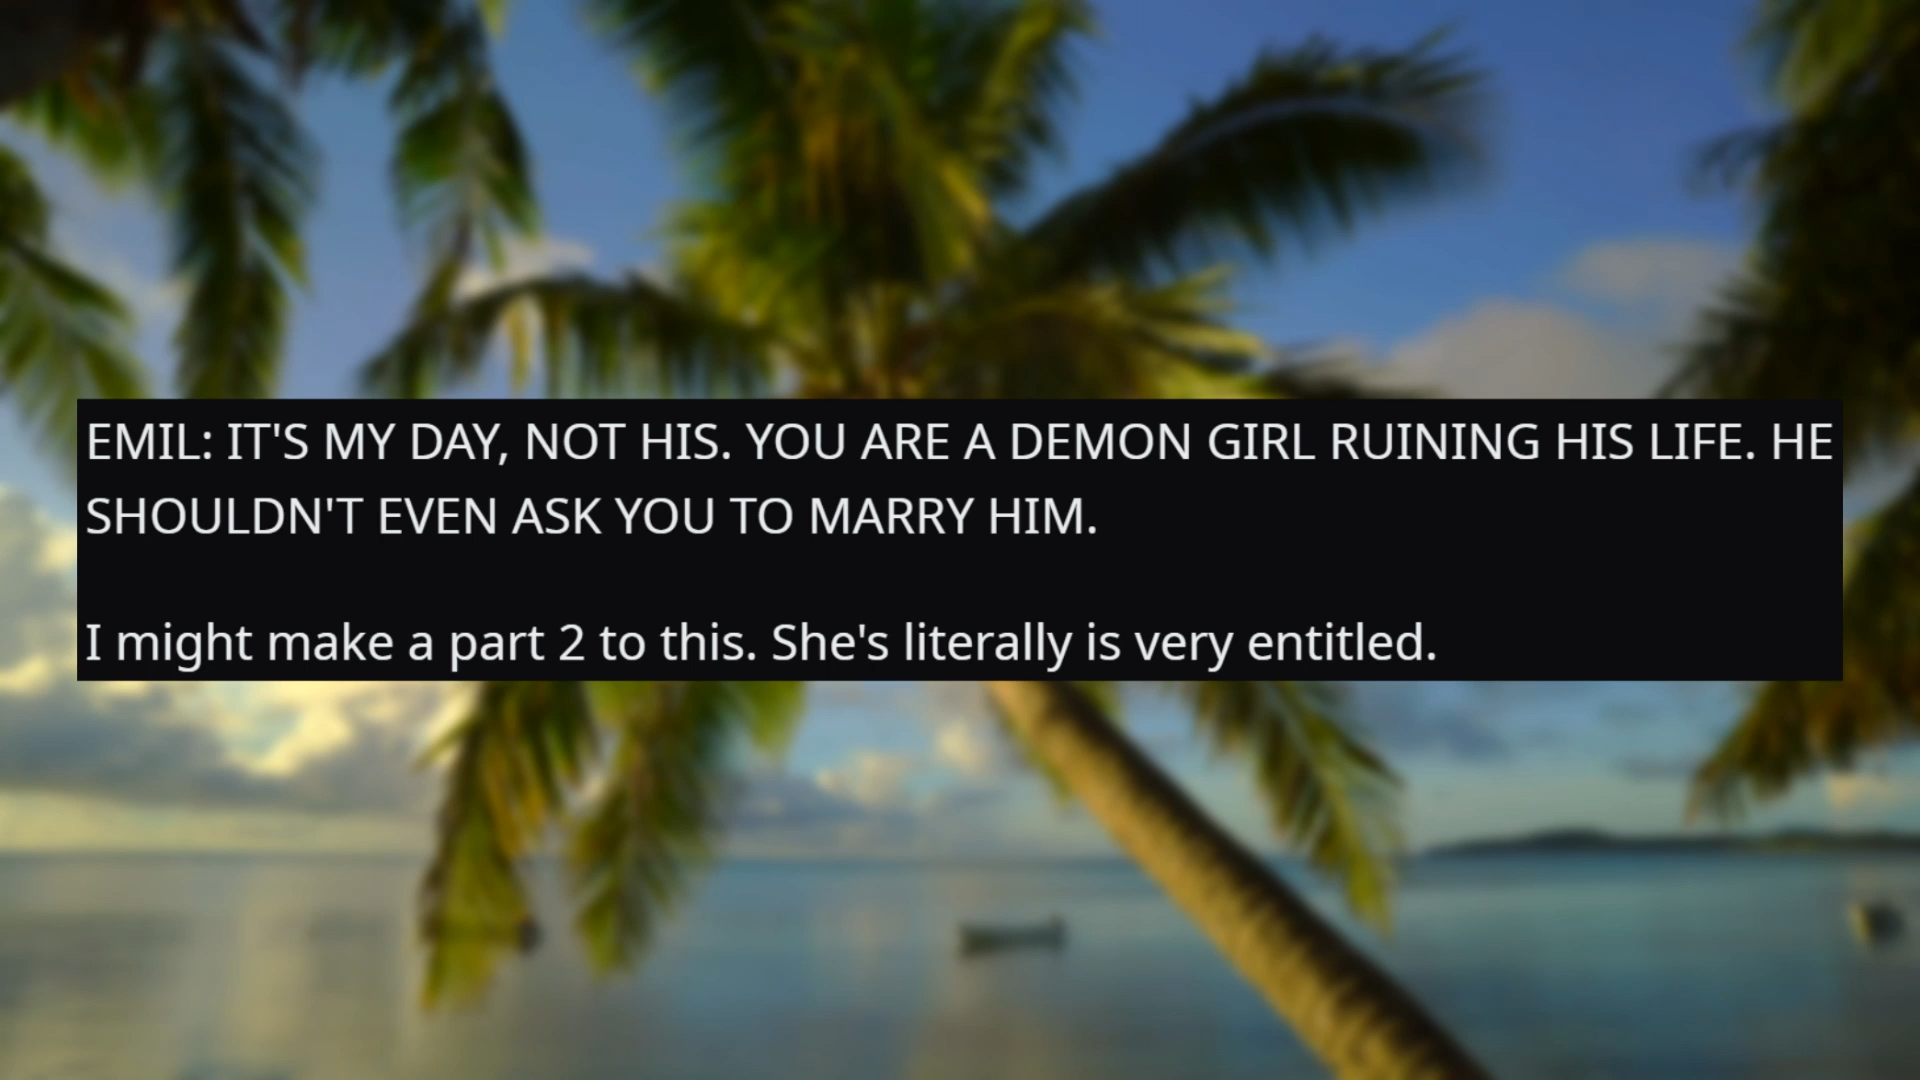 EMIL: IT'S MY DAY, NOT HIS. YOU ARE A DEMON GIRL RUINING HIS LIFE. HE
SHOULDN'T EVEN ASK YOU TO MARRY HIM.
I might make a part 2 to this. She's literally is very entitled.